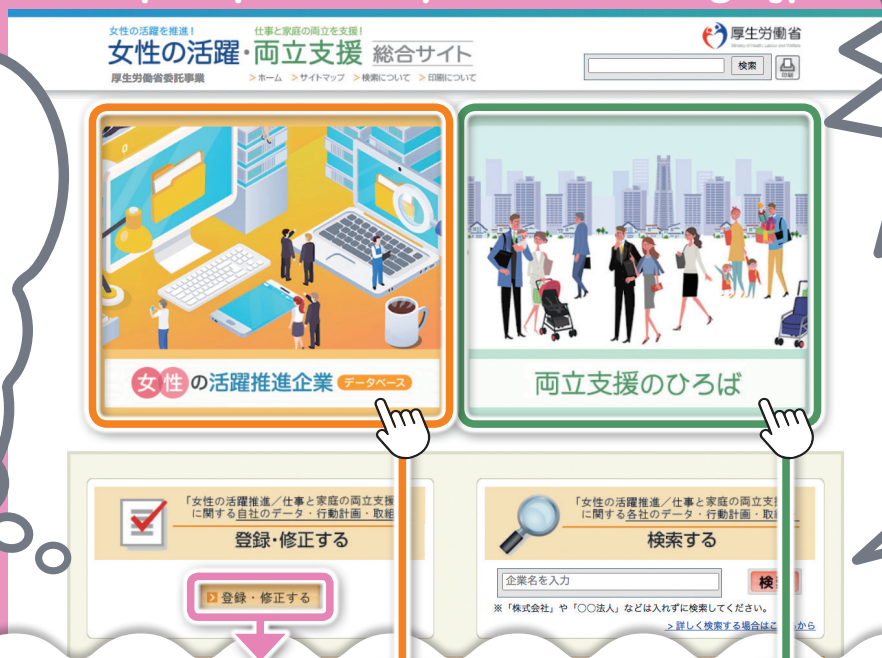 女性の活躍を推進！ 仕事と家庭の両立を支援！
女性の活躍・両立支援 総合サイト
厚生労働省委託事業 >ホーム >サイトマップ >検索について >印刷について
厚生労働省
Ministry of Health, Labour and Welfare
検索
印刷
女性の活躍推進企業 データベース
両立支援のひろば
「女性の活躍推進／仕事と家庭の両立支援
に関する自社のデータ・行動計画・取組
登録・修正する
登録・修正する
「女性の活躍推進／仕事と家庭の両立支
に関する各社のデータ・行動計画・取
検索する
企業名を入力
検
※「株式会社」や「〇〇法人」などは入れずに検索してください。
>詳しく検索する場合はこ から